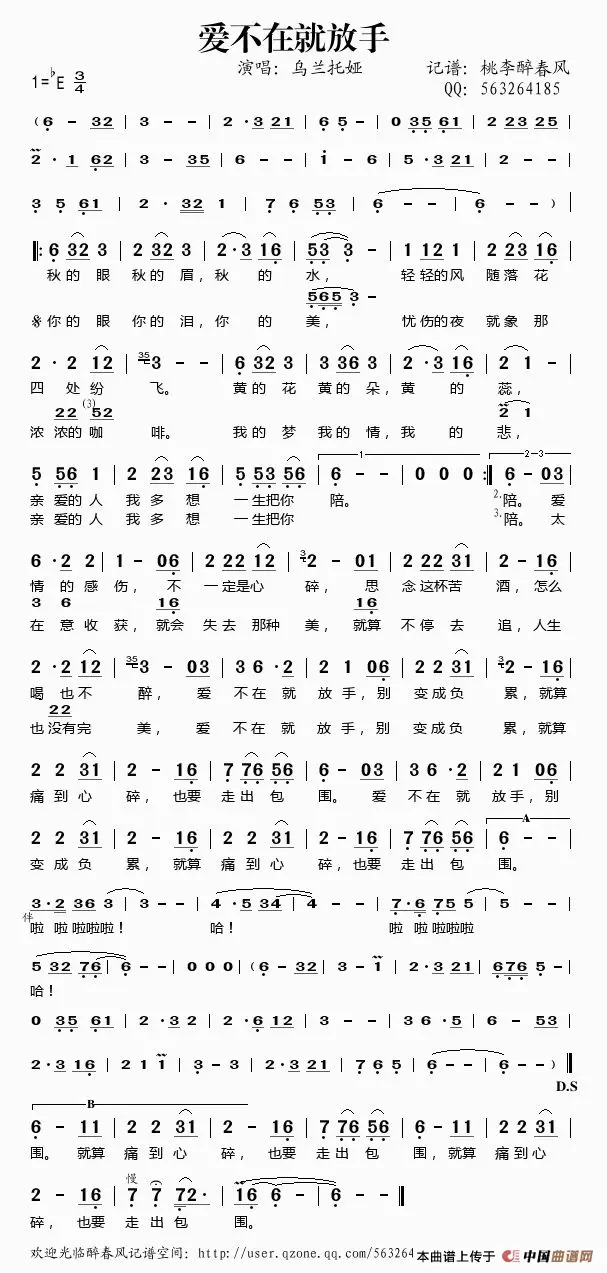 爱不在就放手
演唱：乌兰托娅 记谱：桃李醉春风
1=♭E 3/4 QQ：563264185
（6 - 32 | 3 - - | 2 · 321 | 6 5 - | 0 35 61 | 2 23 25 |
2 · 1 62 | 3 - 35 | 6 - - | i - 6 | 5 · 321 | 2 - - |
3 5 61 | 2 · 32 1 | 7 6 53 | 6 - - | 6 - - ）|
|: 6 32 3 | 2 32 3 | 2 · 3 16 | 53 3 - | 1 12 1 | 2 23 16 |
秋的 眼 秋的 眉，秋 的 水， 轻轻的风 随落 花
565 3 -
𝄋你的 眼 你的 泪，你 的 美， 忧伤的夜 就象 那
2 · 2 12 | 35 3 - - | 6 32 3 | 3 36 3 | 2 · 3 16 | 2 1 - |
四 处纷 飞。 黄的 花 黄的 朵，黄 的 蕊，
22 (3) 52 2 1
浓 浓的咖 啡。 我的 梦 我的 情，我 的 悲，
5 56 1 | 2 23 16 | 5 53 56 | 1 6 - - | 0 0 0 :| 2-3 6 - 03 |
亲 爱的 人 我 多 想 一 生把你 陪。 2.陪。 爱
亲 爱的 人 我 多 想 一 生把你 3.陪。 太
6 · 2 2 | 1 - 06 | 2 22 12 | 3 2 - 01 | 2 22 31 | 2 - 16 |
情 的 感 伤， 不 一 定是心 碎， 思 念 这杯苦 酒，怎么
3 6 16 16
在 意 收 获，就会 失 去 那种 美，就算 不 停 去 追，人生
2 · 2 12 | 35 3 - 03 | 3 6 · 2 | 2 1 06 | 2 2 31 | 3 2 - 16 |
喝 也不 醉， 爱 不 在 就 放 手，别 变 成 负 累，就算
22
也 没有完 美， 爱 不 在 就 放 手，别 变 成 负 累，就算
2 2 31 | 2 - 16 | 7 76 56 | 6 - 03 | 3 6 · 2 | 2 1 06 |
痛 到 心 碎，也要 走 出 包 围。 爱 不 在 就 放 手，别
2 2 31 | 2 - 16 | 2 2 31 | 2 - 16 | 7 76 56 | A 6 - - |
变 成 负 累，就算 痛 到 心 碎，也要 走 出 包 围。
3 · 2 36 3 | 3 - - | 4 · 5 34 | 4 - - | 7 · 6 75 5 | 5 - - |
伴 啦 啦 啦啦啦！ 哈！ 啦 啦 啦啦啦
5 32 76 | 6 - - | 0 0 0 |（6 - 32 | 3 - i | 2 · 321 | 676 5 - |
哈！
0 35 61 | 2 · 32 | 2 · 6 12 | 3 - - | 3 6 · 5 | 6 - 53 |
2 · 3 16 | 2 1 i | 3 - 3 | 2 · 321 | 76 5 | 6 - - | 6 - - ）‖
D.S
B
6 - 11 | 2 2 31 | 2 - 16 | 7 76 56 | 6 - 11 | 2 2 31 |
围。 就算 痛 到 心 碎，也要 走 出 包 围，就算 痛 到 心
慢
2 - 16 | 7 7 72 · | 16 6 - | 6 - - ‖
碎，也要 走 出 包 围。
欢迎光临醉春风记谱空间：http://user.qzone.qq.com/563264
本曲谱上传于 中国曲谱网